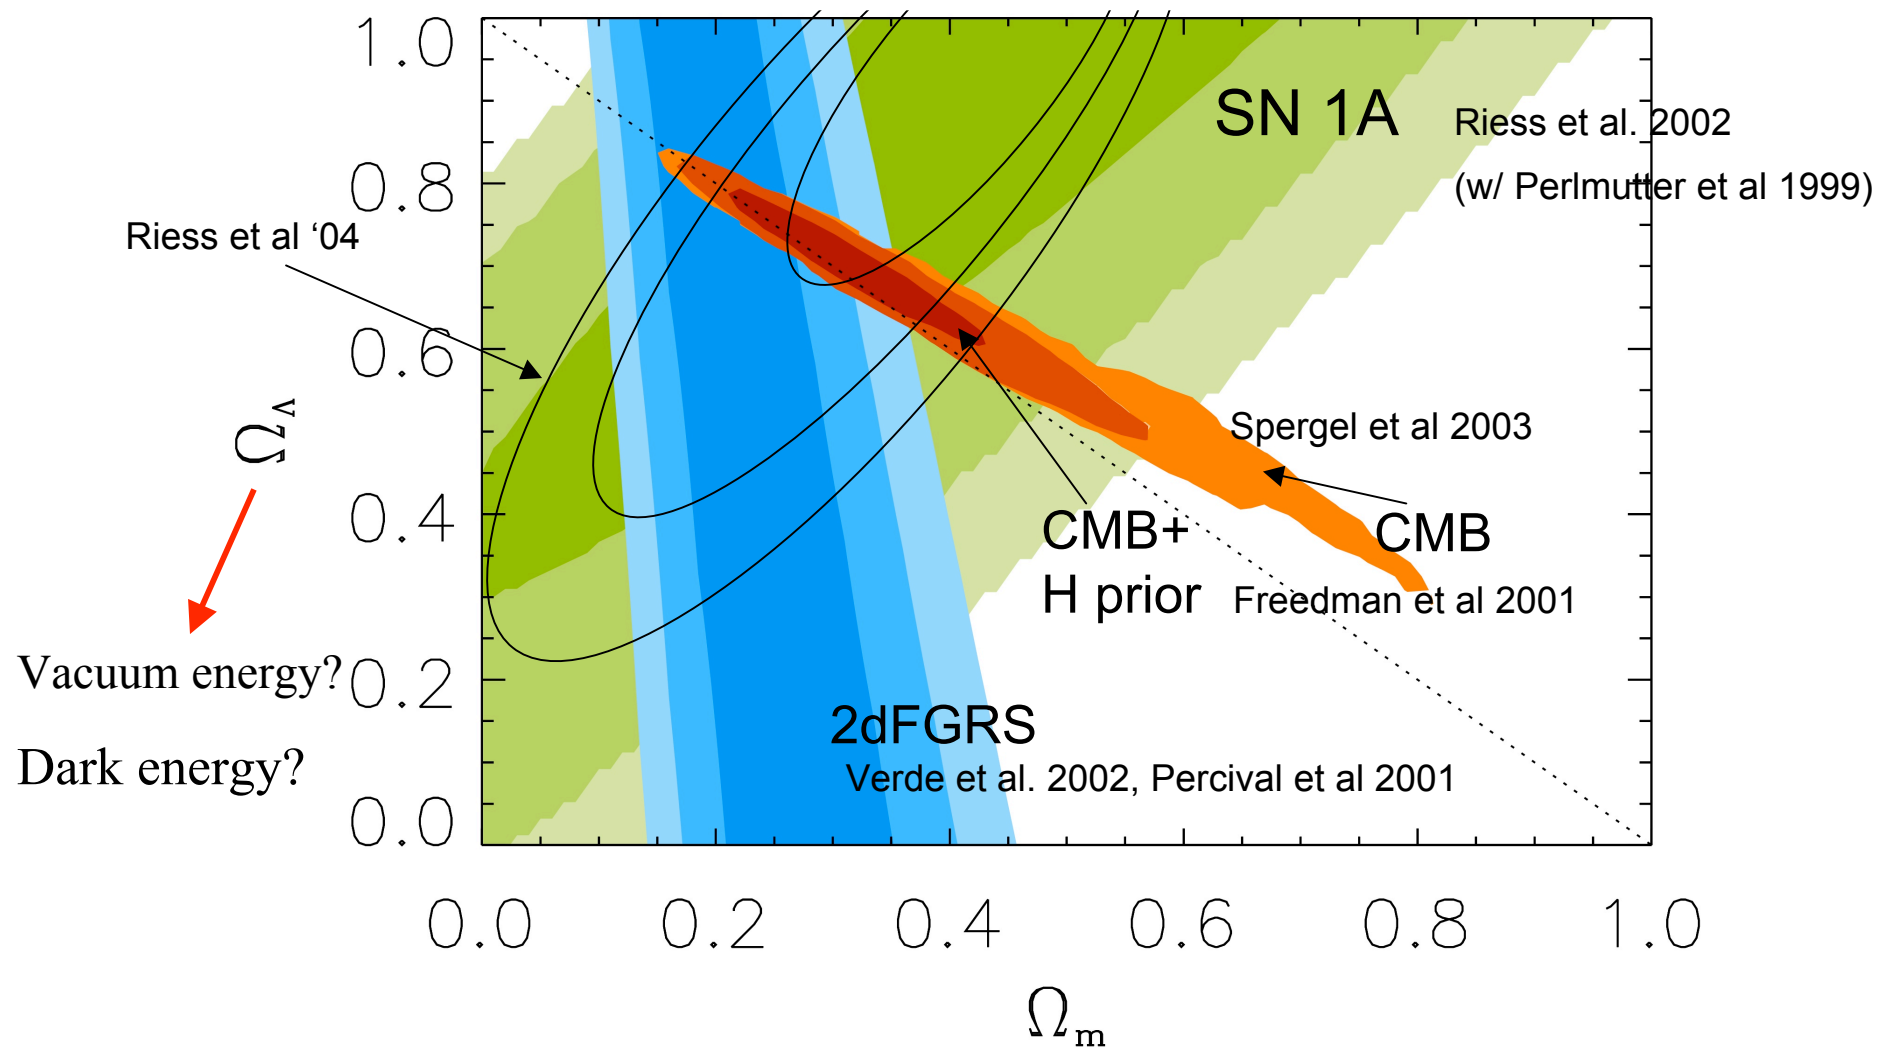 1.0
SN 1A
Riess et al. 2002
0.8
(w/ Perlmutter et al 1999)
Riess et al ‘04
0.6
Ωv
Spergel et al 2003
0.4
CMB+
CMB
H prior
Freedman et al 2001
Vacuum energy?
0.2
2dFGRS
Dark energy?
Verde et al. 2002, Percival et al 2001
0.0
0.0 0.2 0.4 0.6 0.8 1.0
Ωm